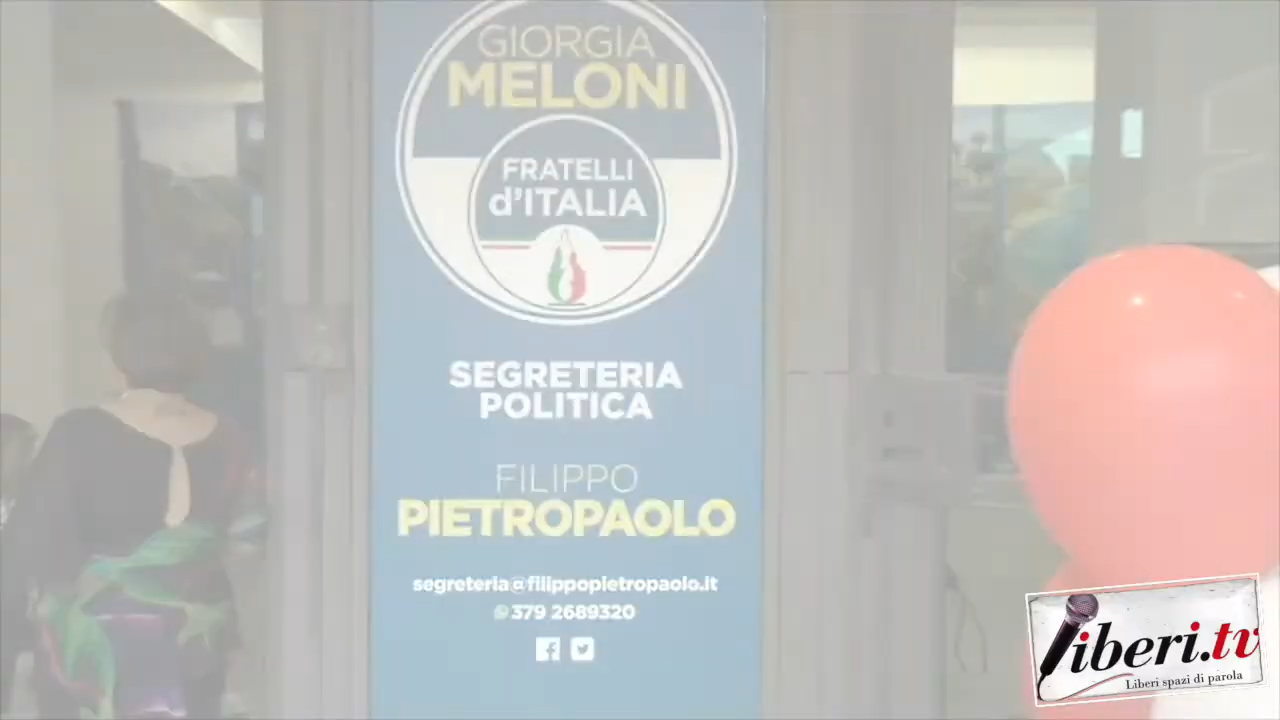 GIORGIA
MELONI
FRATELLI
d'ITALIA
SEGRETERIA
POLITICA
FILIPPO
PIETROPAOLO
segreteria@filippopietropaolo.it
379 2689320
liberi.tv
Liberi spazi di parola